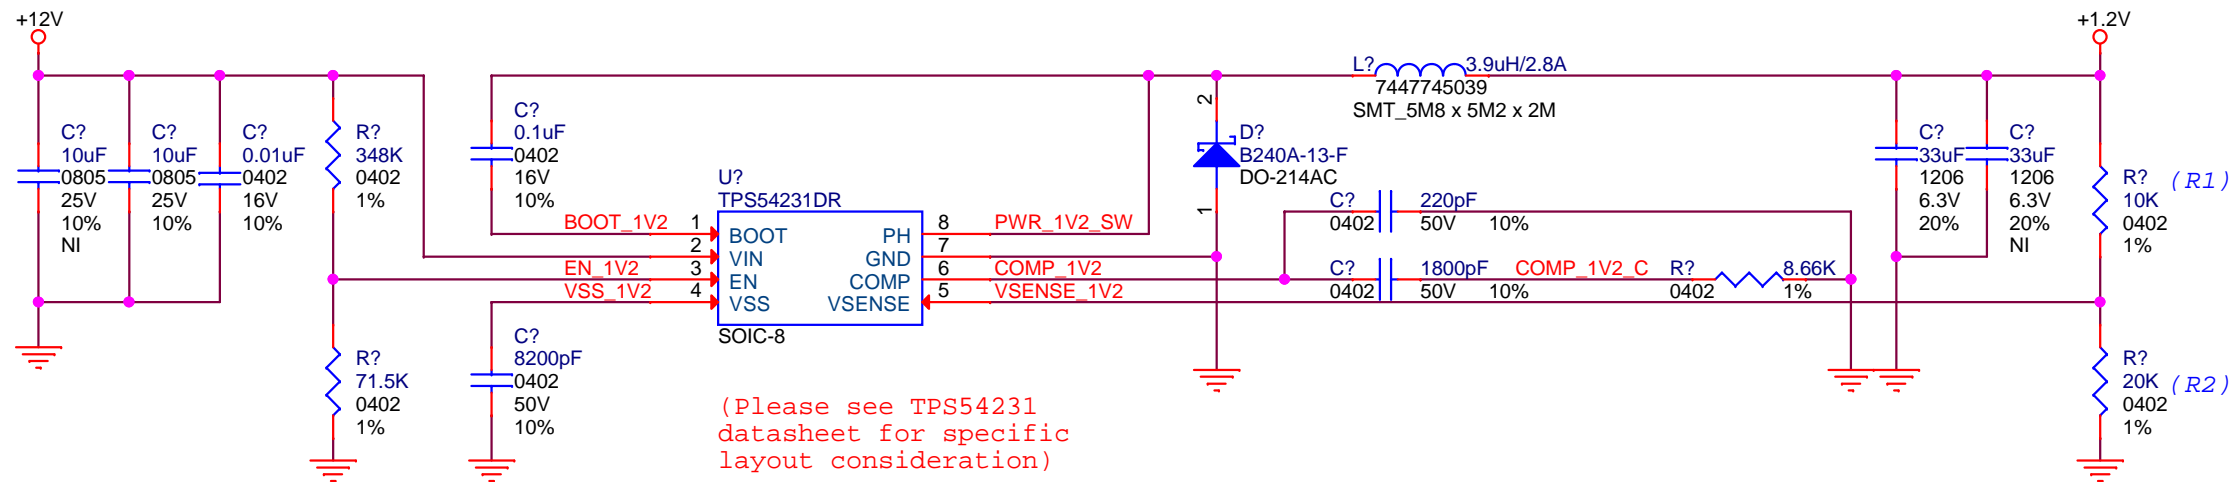 +12V
C?
10uF
0805
25V
10%
NI
C?
10uF
0805
25V
10%
C?
0.01uF
0402
16V
10%
R?
348K
0402
1%
R?
71.5K
0402
1%
C?
0.1uF
0402
16V
10%
C?
8200pF
0402
50V
10%
BOOT_1V2
EN_1V2
VSS_1V2
U?
TPS54231DR
1
2
3
4
BOOT
VIN
EN
VSS
PH
GND
COMP
VSENSE
8
7
6
5
SOIC-8
PWR_1V2_SW
COMP_1V2
VSENSE_1V2
(Please see TPS54231
datasheet for specific
layout consideration)
2
D?
B240A-13-F
DO-214AC
1
L? 3.9uH/2.8A
7447745039
SMT_5M8 x 5M2 x 2M
C? 220pF
0402 50V 10%
C? 1800pF
0402 50V 10%
COMP_1V2_C
R? 8.66K
0402 1%
C?
33uF
1206
6.3V
20%
C?
33uF
1206
6.3V
20%
NI
+1.2V
R?
10K
0402
1%
(R1)
R?
20K
0402
1%
(R2)